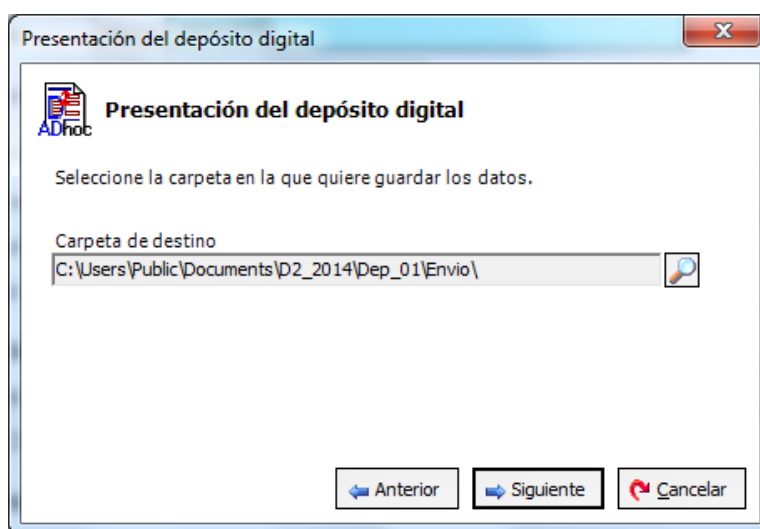 Presentación del depósito digital
ADhoc
Presentación del depósito digital
Seleccione la carpeta en la que quiere guardar los datos.
Carpeta de destino
C:\Users\Public\Documents\D2_2014\Dep_01\Envio\
Anterior
Siguiente
Cancelar